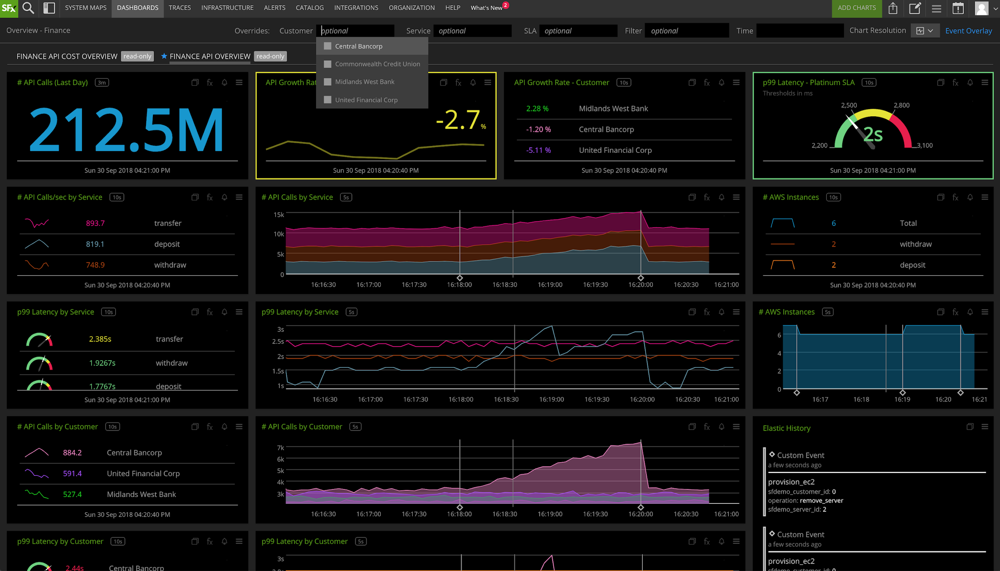 SFx SYSTEM MAPS DASHBOARDS TRACES INFRASTRUCTURE ALERTS CATALOG INTEGRATIONS ORGANIZATION HELP What's New 2 ADD CHARTS
Overview - Finance Overrides: Customer optional Service optional SLA optional Filter optional Time Chart Resolution Event Overlay
Central Bancorp
Commonwealth Credit Union
Midlands West Bank
United Financial Corp
FINANCE API COST OVERVIEW read-only FINANCE API OVERVIEW read-only
# API Calls (Last Day) 3m
212.5M
Sun 30 Sep 2018 04:21:00 PM
API Growth Rat
-2.7 %
Sun 30 Sep 2018 04:20:40 PM
API Growth Rate - Customer 10s
2.28 % Midlands West Bank
-1.20 % Central Bancorp
-5.11 % United Financial Corp
Sun 30 Sep 2018 04:20:40 PM
p99 Latency - Platinum SLA 10s
Thresholds in ms
2,500 2,800
2s
2,200 3,100
Sun 30 Sep 2018 04:21:00 PM
# API Calls/sec by Service 10s
893.7 transfer
819.1 deposit
748.9 withdraw
Sun 30 Sep 2018 04:20:40 PM
# API Calls by Service 5s
15k
10k
5k
0
16:16:30 16:17:00 16:17:30 16:18:00 16:18:30 16:19:00 16:19:30 16:20:00 16:20:30 16:21:00
# AWS Instances 10s
6 Total
2 withdraw
2 deposit
Sun 30 Sep 2018 04:20:40 PM
p99 Latency by Service 10s
2.385s transfer
1.9267s withdraw
1.7767s deposit
Sun 30 Sep 2018 04:21:00 PM
p99 Latency by Service 5s
3s
2.5s
2s
1.5s
1s
16:16:30 16:17:00 16:17:30 16:18:00 16:18:30 16:19:00 16:19:30 16:20:00 16:20:30 16:21:00
# AWS Instances 5s
6
4
2
0
16:17 16:18 16:19 16:20 16:21
# API Calls by Customer 10s
884.2 Central Bancorp
591.4 United Financial Corp
527.4 Midlands West Bank
Sun 30 Sep 2018 04:20:40 PM
# API Calls by Customer 5s
7k
6k
5k
4k
3k
16:16:30 16:17:00 16:17:30 16:18:00 16:18:30 16:19:00 16:19:30 16:20:00 16:20:30 16:21:00
Elastic History
Custom Event
a few seconds ago
provision_ec2
sfdemo_customer_id: 0
operation: remove_server
sfdemo_server_id: 2
Custom Event
a few seconds ago
provision_ec2
sfdemo_customer_id: 0
p99 Latency by Customer 10s
2.44s Central Bancorp
p99 Latency by Customer 5s
3s